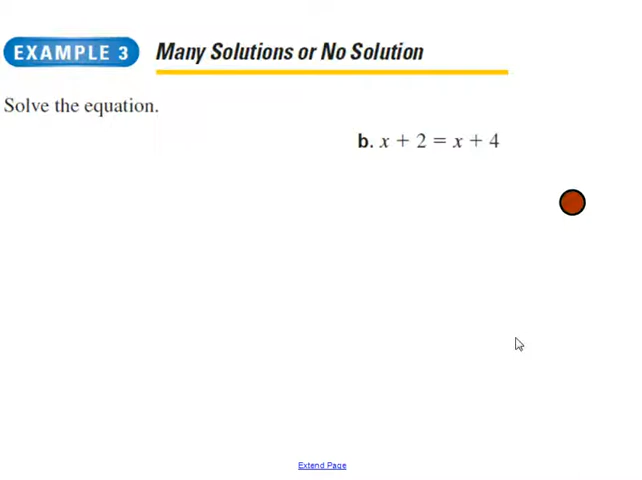 EXAMPLE 3 Many Solutions or No Solution
Solve the equation.
b. x + 2 = x + 4
Extend Page